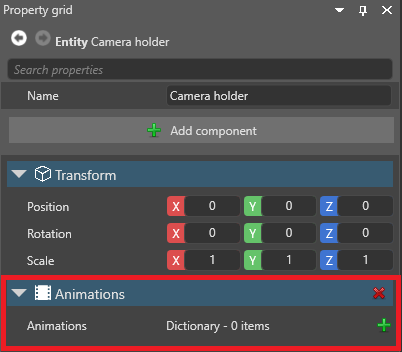 Property grid
Entity Camera holder
Search properties
Name Camera holder
Add component
Transform
Position X 0 Y 0 Z 0
Rotation X 0 Y 0 Z 0
Scale X 1 Y 1 Z 1
Animations
Animations Dictionary - 0 items